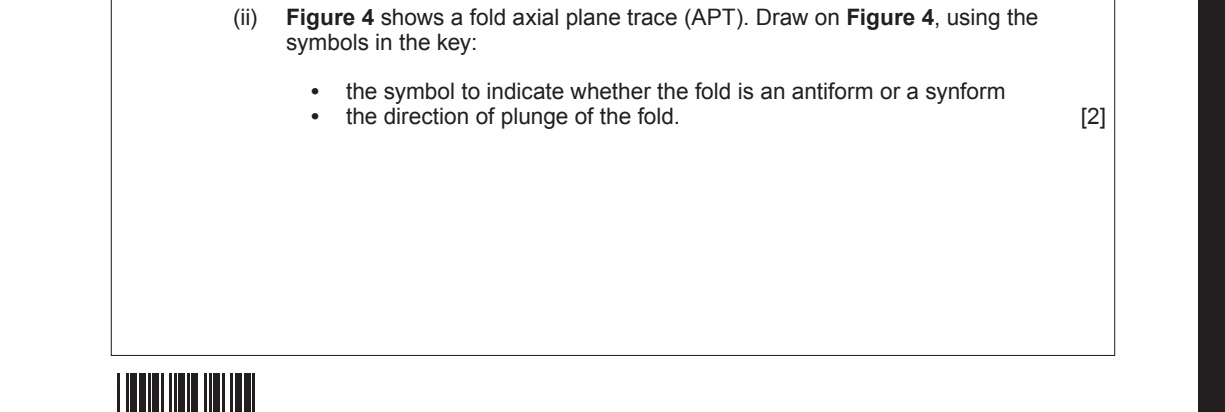 (ii) Figure 4 shows a fold axial plane trace (APT). Draw on Figure 4, using the
symbols in the key:
• the symbol to indicate whether the fold is an antiform or a synform
• the direction of plunge of the fold. [2]